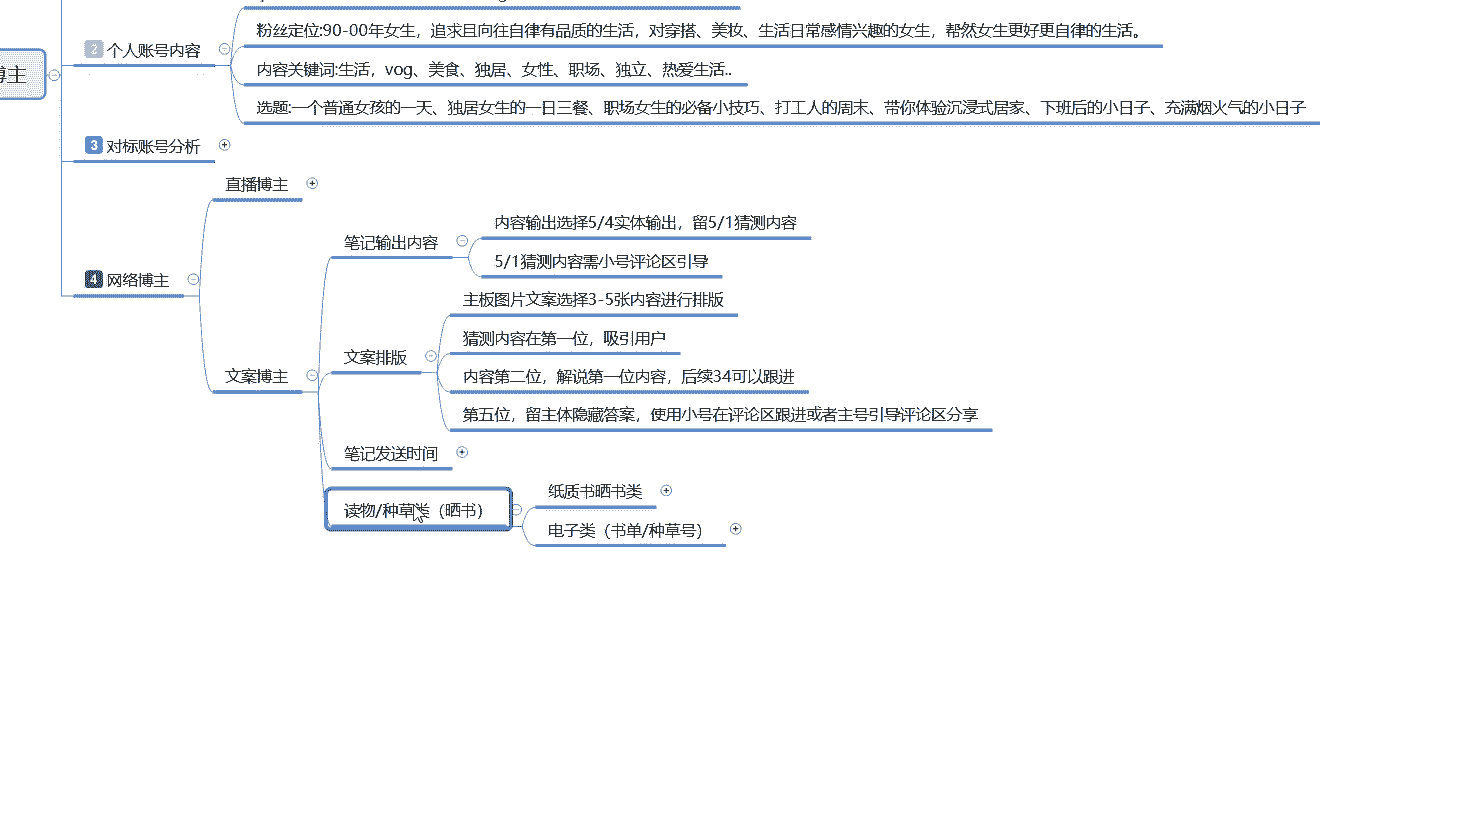 粉丝定位:90-00年女生，追求且向往自律有品质的生活，对穿搭、美妆、生活日常感情兴趣的女生，帮然女生更好更自律的生活。
2 个人账号内容
内容关键词:生活，vog、美食、独居、女性、职场、独立、热爱生活..
博主
选题:一个普通女孩的一天、独居女生的一日三餐、职场女生的必备小技巧、打工人的周末、带你体验沉浸式居家、下班后的小日子、充满烟火气的小日子
3 对标账号分析
直播博主
内容输出选择5/4实体输出，留5/1猜测内容
笔记输出内容
5/1猜测内容需小号评论区引导
4 网络博主
主板图片文案选择3-5张内容进行排版
猜测内容在第一位，吸引用户
文案排版
文案博主
内容第二位，解说第一位内容，后续34可以跟进
第五位，留主体隐藏答案，使用小号在评论区跟进或者主号引导评论区分享
笔记发送时间
纸质书晒书类
读物/种草类（晒书）
电子类（书单/种草号）